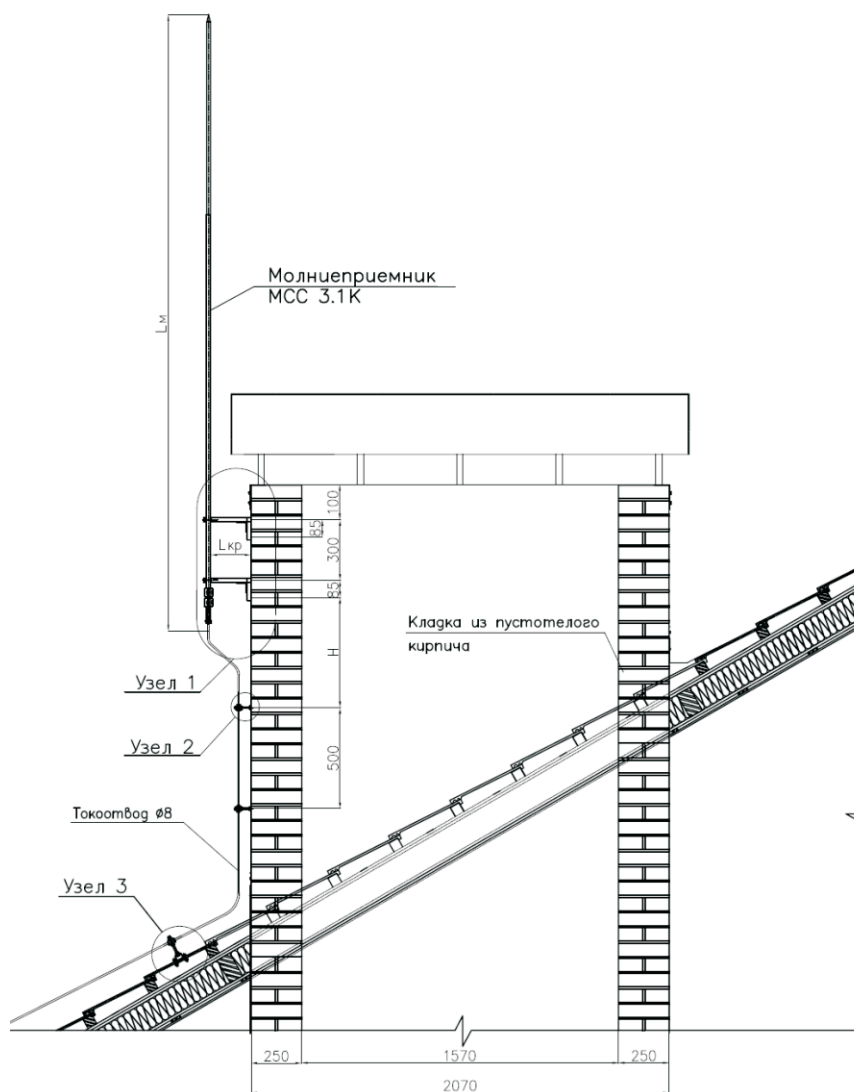 Lм
Молниеприемник
МСС 3.1К
100
85
300
Lкр
85
Кладка из пустотелого
кирпича
H
Узел 1
Узел 2
500
Токоотвод ø8
Узел 3
250
1570
250
2070